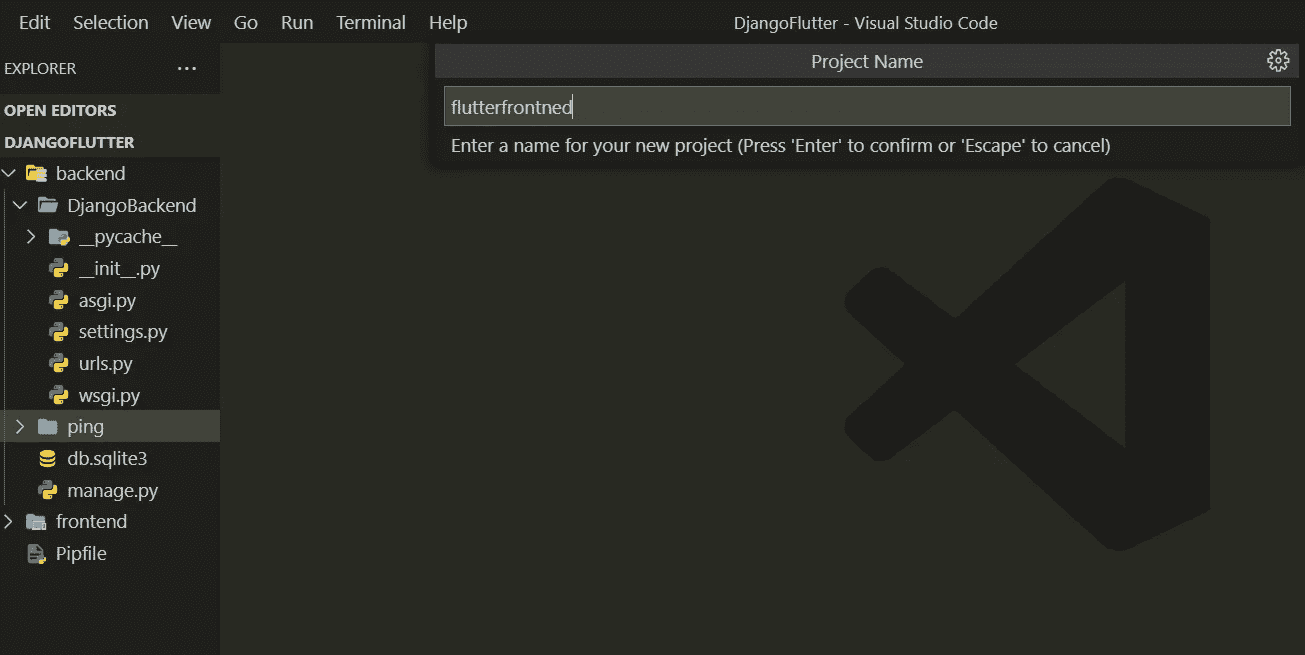 Edit Selection View Go Run Terminal Help DjangoFlutter - Visual Studio Code
EXPLORER ...
Project Name
flutterfrontned
Enter a name for your new project (Press 'Enter' to confirm or 'Escape' to cancel)
OPEN EDITORS
DJANGOFLUTTER
backend
DjangoBackend
__pycache__
__init__.py
asgi.py
settings.py
urls.py
wsgi.py
ping
db.sqlite3
manage.py
frontend
Pipfile